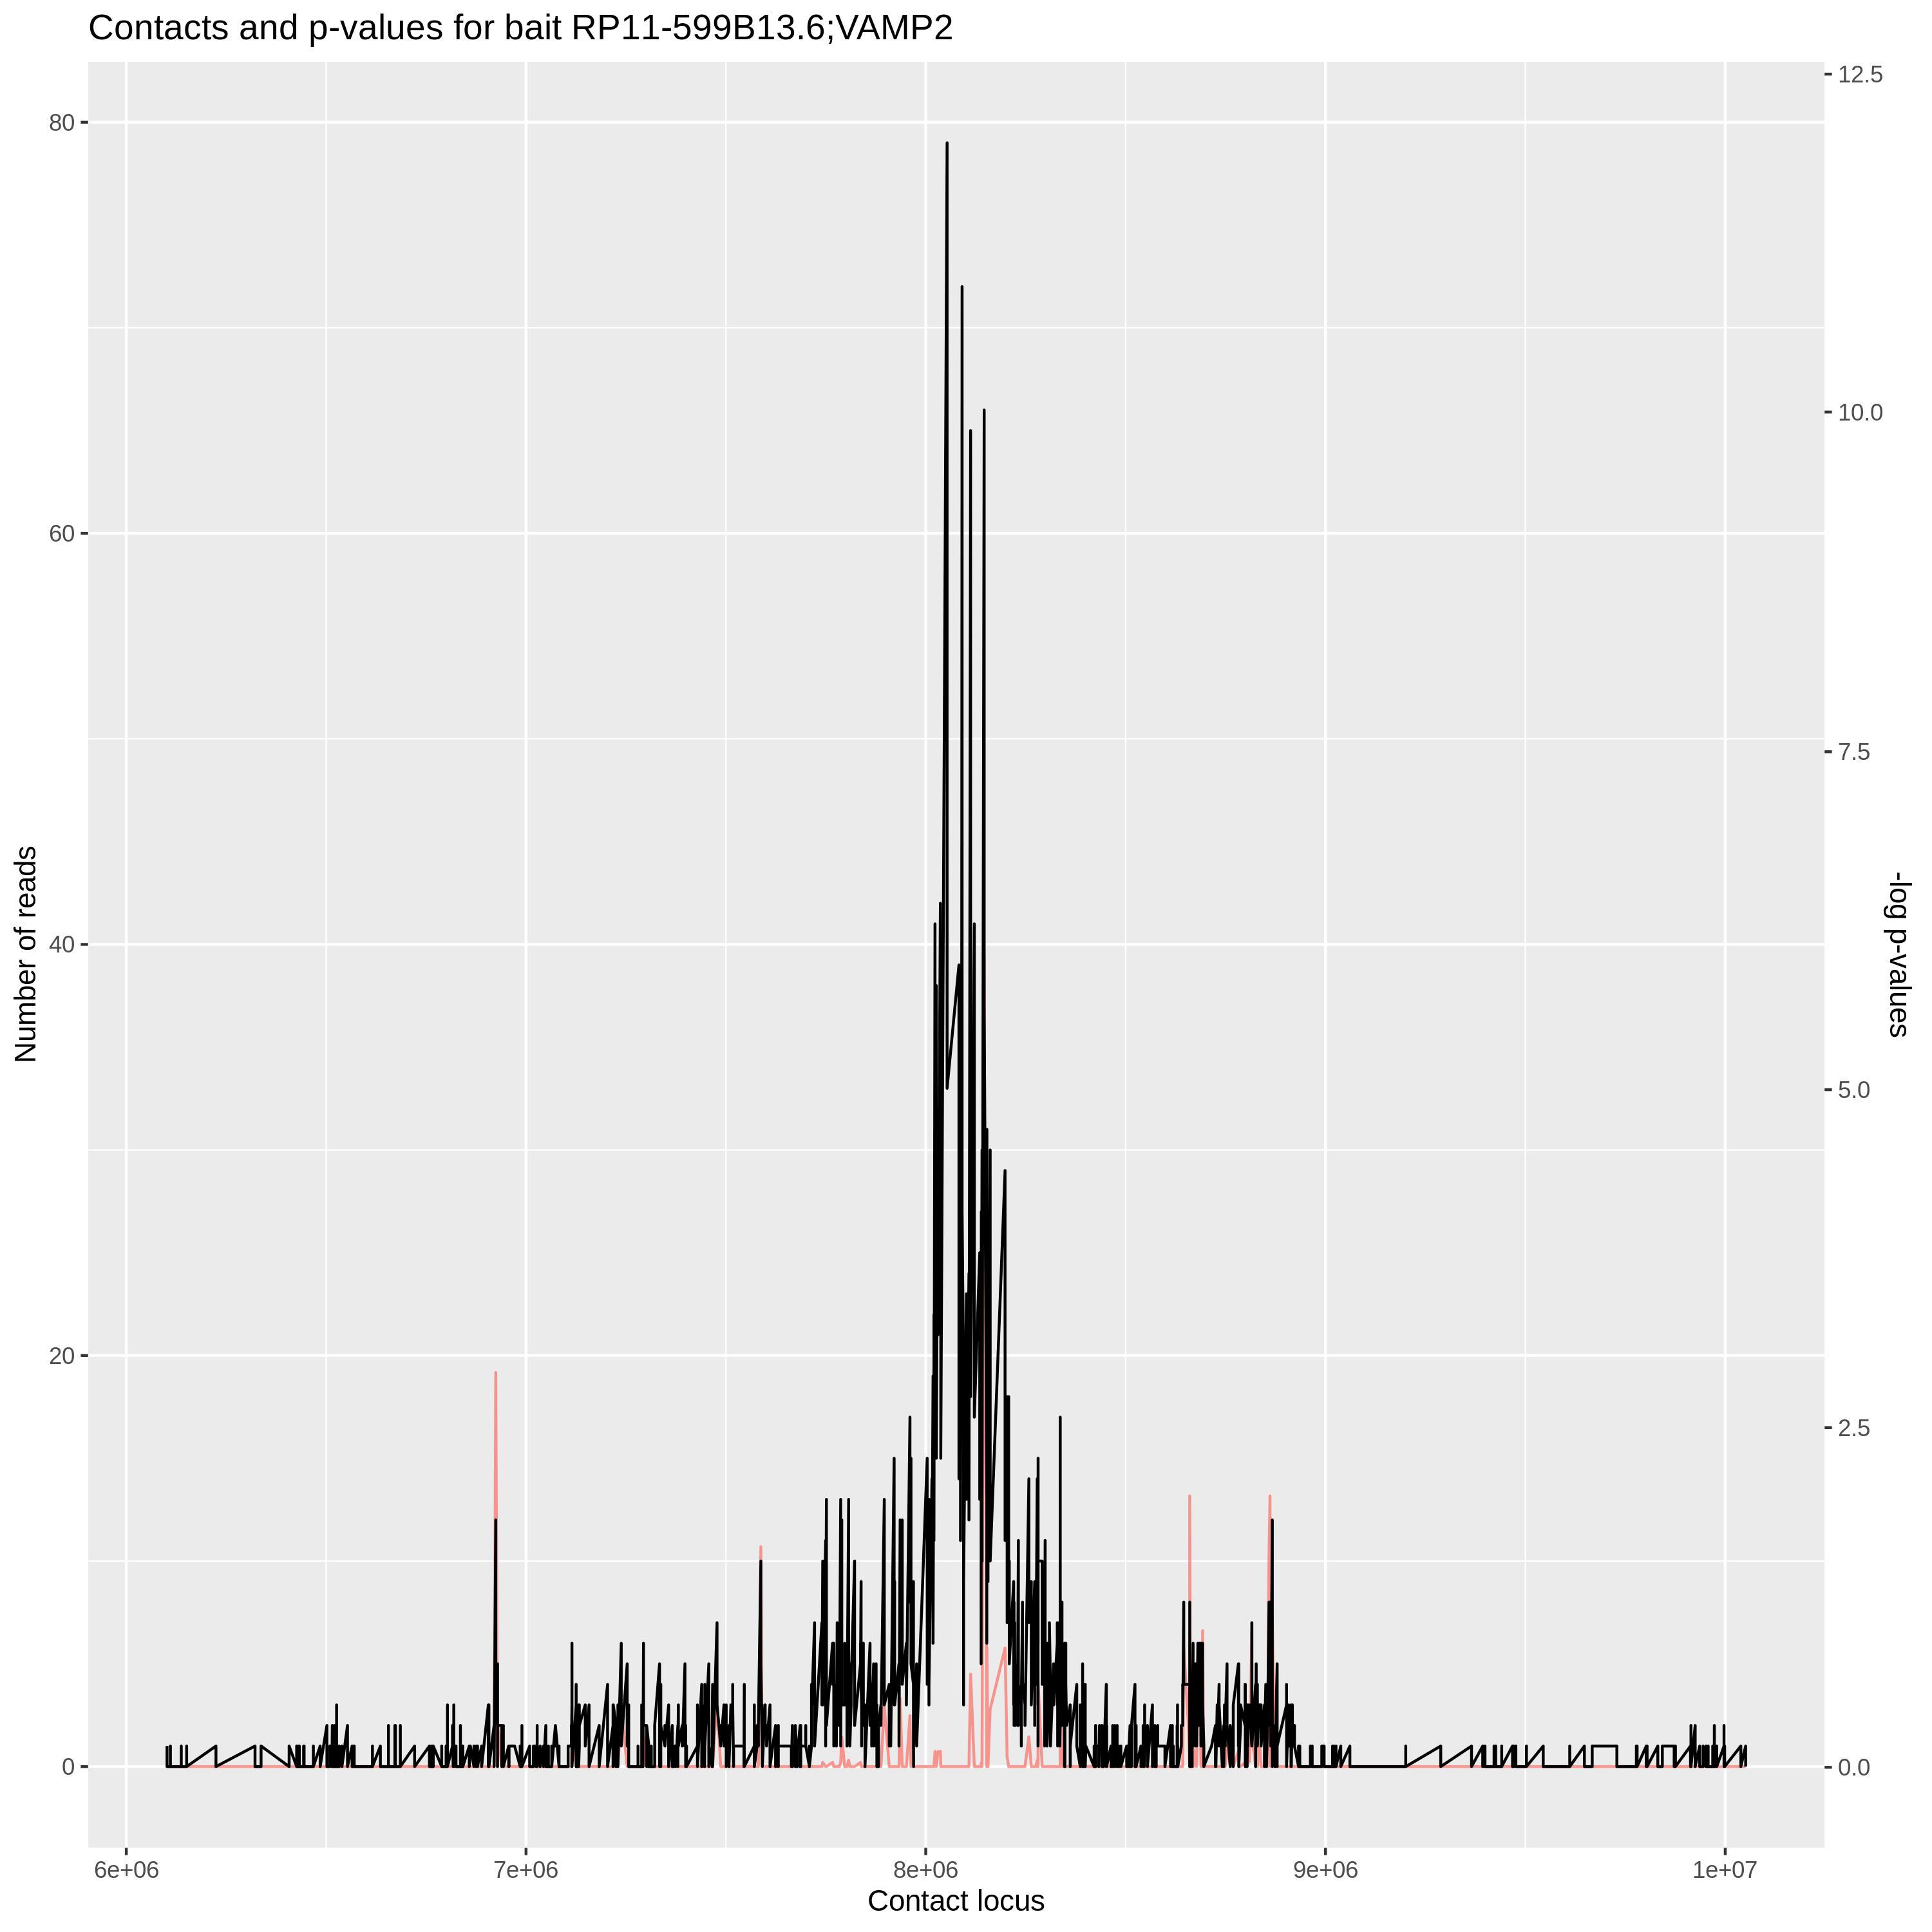 Contacts and p-values for bait RP11-599B13.6;VAMP2
80
60
40
20
0
Number of reads
12.5
10.0
7.5
5.0
2.5
0.0
-log p-values
6e+06 7e+06 8e+06 9e+06 1e+07
Contact locus